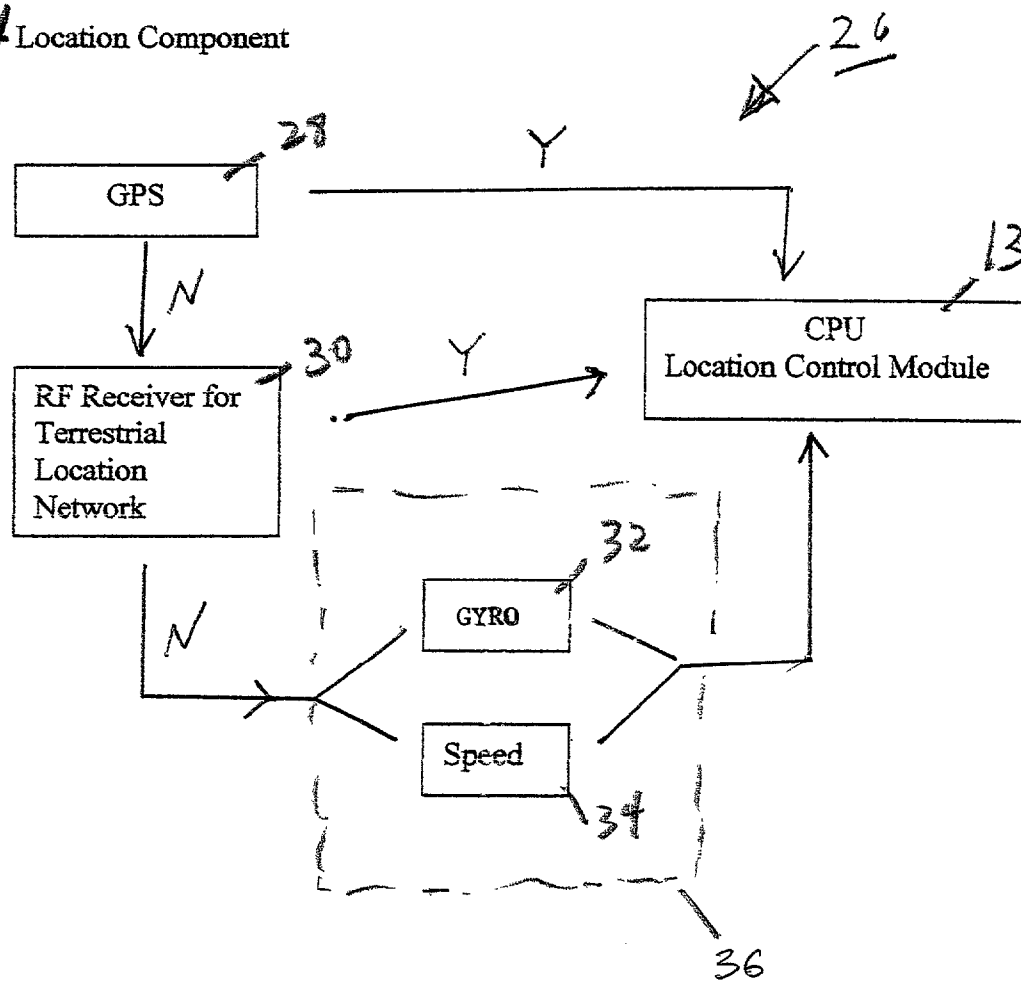 Location Component
26
28
GPS
Y
N
13
CPU
Location Control Module
30
Y
RF Receiver for
Terrestrial
Location
Network
32
GYRO
N
Speed
34
36